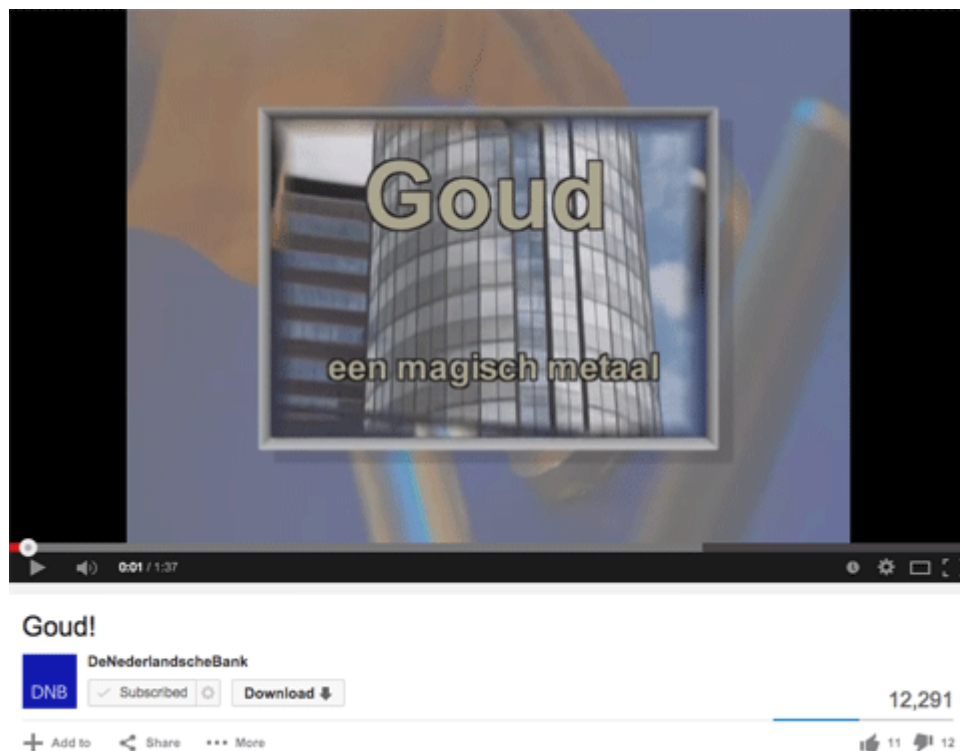 Goud
een magisch metaal
0:01 / 1:37
Goud!
DeNederlandscheBank
DNB
Subscribed
Download
12,291
Add to
Share
More
11
12